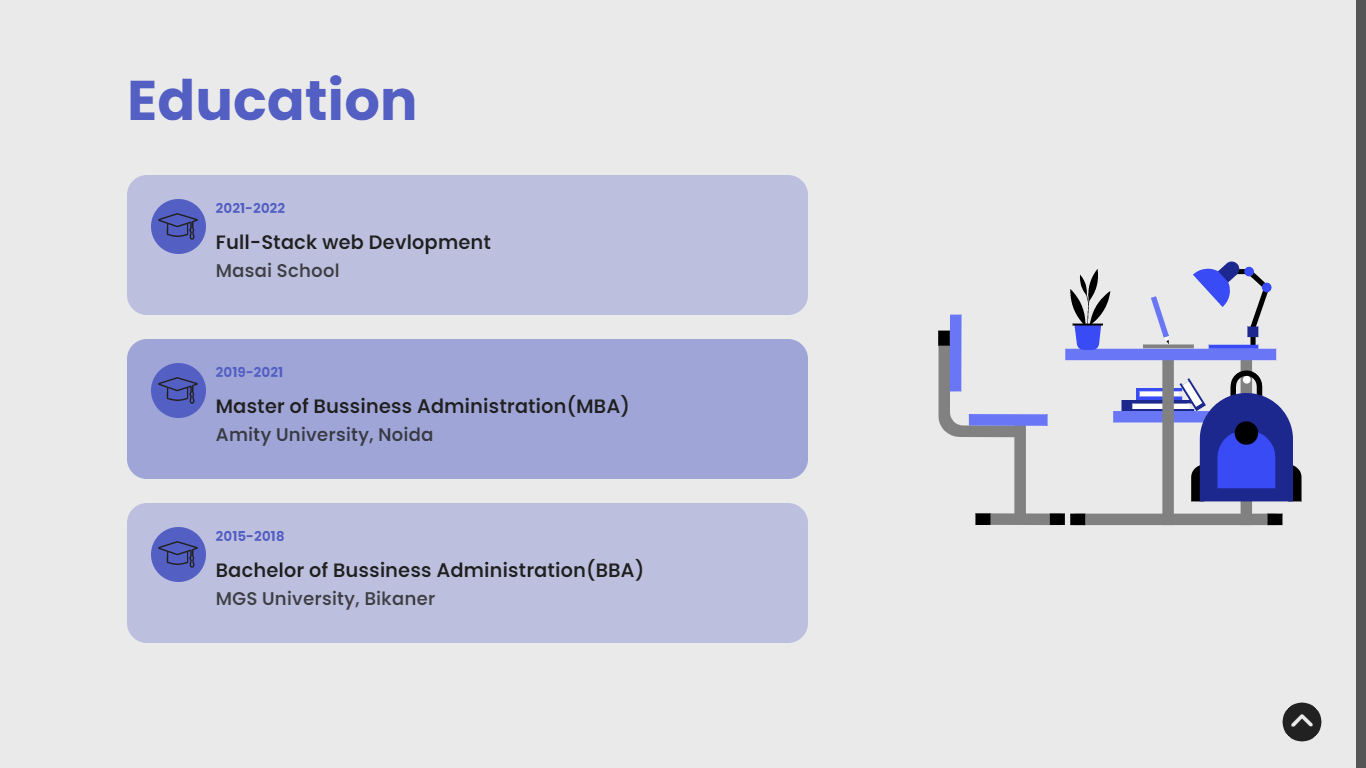 Education
2021-2022
Full-Stack web Devlopment
Masai School
2019-2021
Master of Bussiness Administration(MBA)
Amity University, Noida
2015-2018
Bachelor of Bussiness Administration(BBA)
MGS University, Bikaner